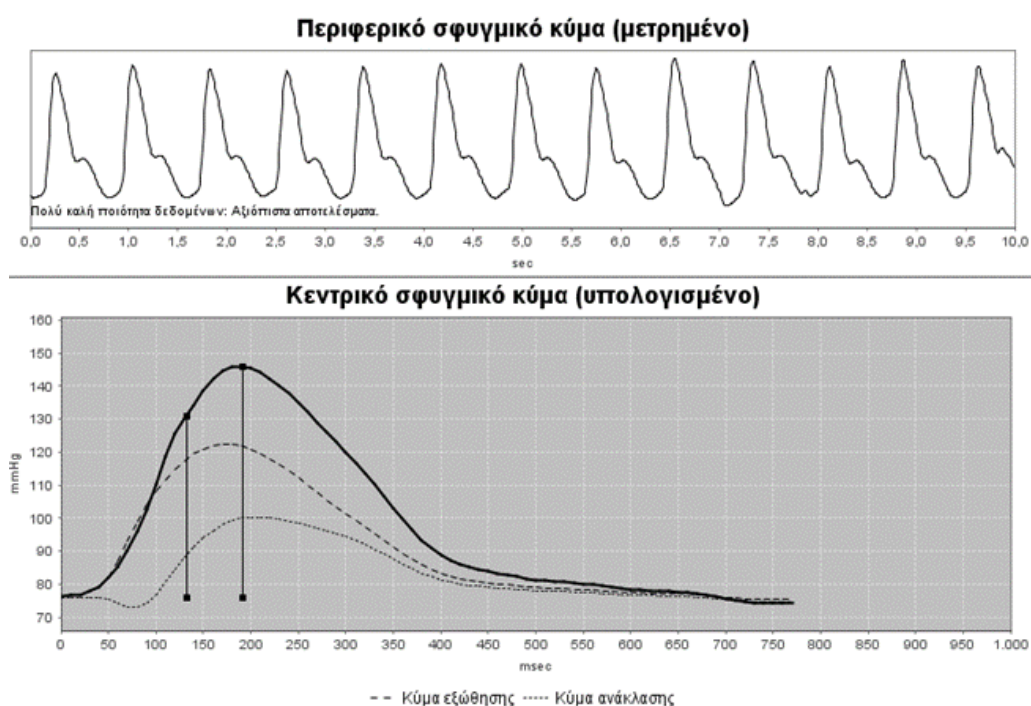 Περιφερικό σφυγμικό κύμα (μετρημένο)
Πολύ καλή ποιότητα δεδομένων: Αξιόπιστα αποτελέσματα.
0,0 0,5 1,0 1,5 2,0 2,5 3,0 3,5 4,0 4,5 5,0 5,5 6,0 6,5 7,0 7,5 8,0 8,5 9,0 9,5 10,0
sec
Κεντρικό σφυγμικό κύμα (υπολογισμένο)
160
150
140
130
120
110
100
90
80
70
mmHg
0 50 100 150 200 250 300 350 400 450 500 550 600 650 700 750 800 850 900 950 1.000
msec
Κύμα εξώθησης Κύμα ανάκλασης